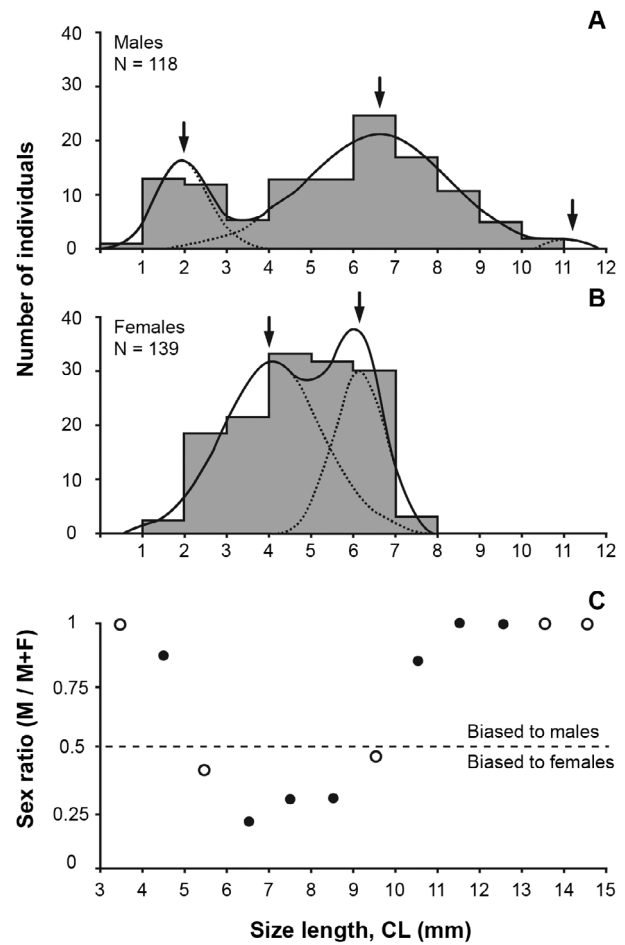 A
Males
N = 118
40
30
20
10
0
1 2 3 4 5 6 7 8 9 10 11 12
B
Females
N = 139
40
30
20
10
0
1 2 3 4 5 6 7 8 9 10 11 12
Number of individuals
C
1
0.75
0.5
0.25
0
Biased to males
Biased to females
Sex ratio (M / M+F)
3 4 5 6 7 8 9 10 11 12 13 14 15
Size length, CL (mm)